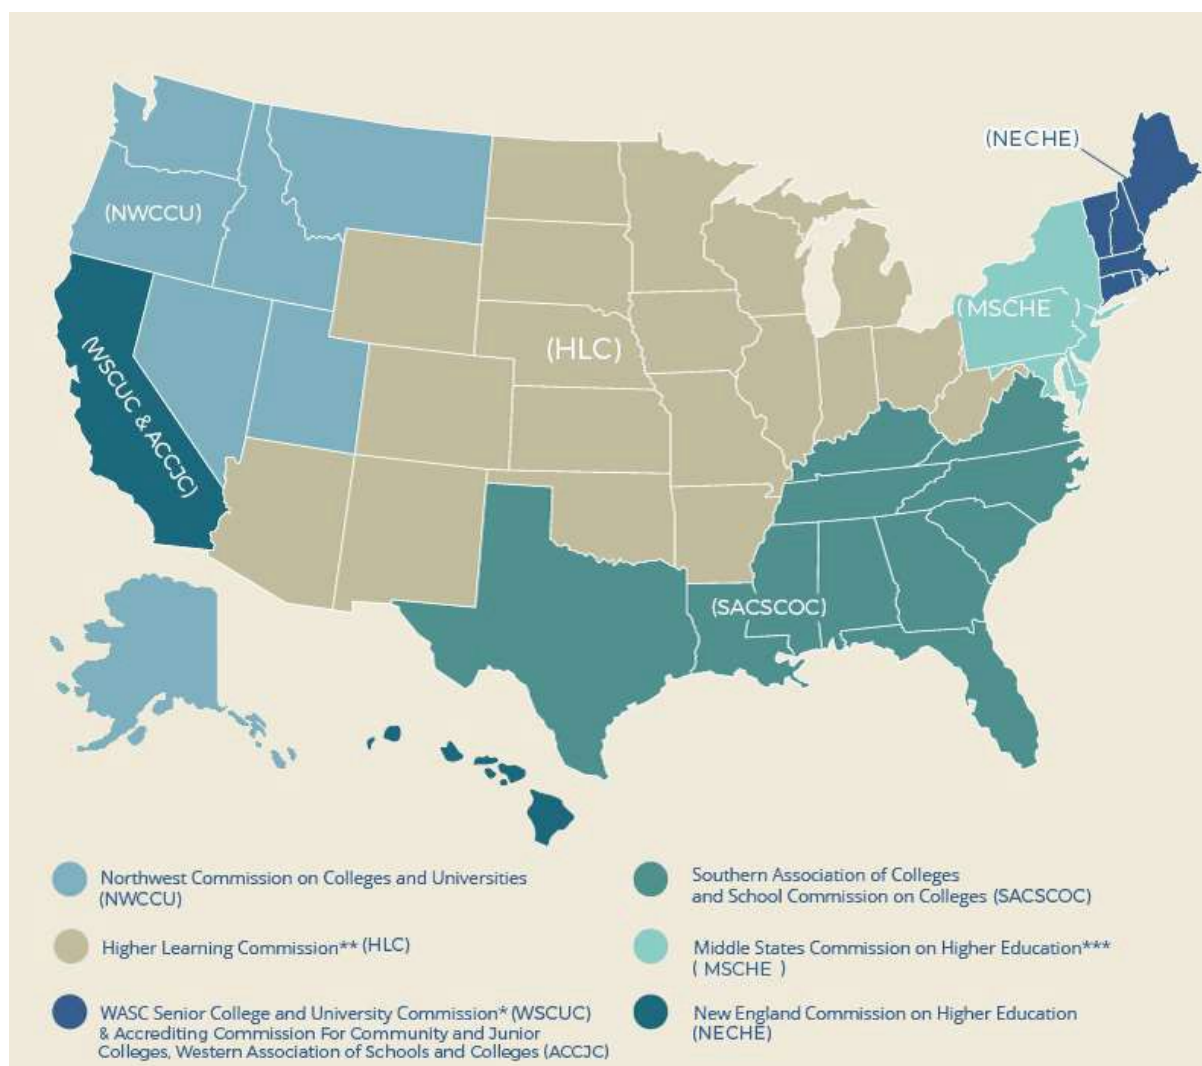 (NECHE)
(NWCCU)
(MSCHE )
(HLC)
(WSCUC & ACCJC)
(SACSCOC)
Northwest Commission on Colleges and Universities
(NWCCU)
Higher Learning Commission** (HLC)
WASC Senior College and University Commission* (WSCUC)
& Accrediting Commission For Community and Junior
Colleges, Western Association of Schools and Colleges (ACCJC)
Southern Association of Colleges
and School Commission on Colleges (SACSCOC)
Middle States Commission on Higher Education***
( MSCHE )
New England Commission on Higher Education
(NECHE)